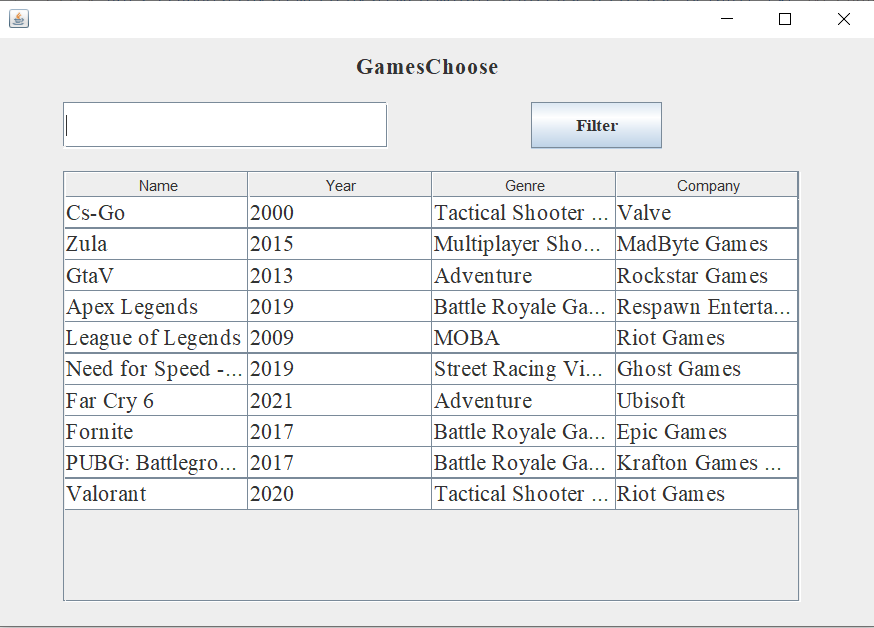 GamesChoose
Filter
Name Year Genre Company
Cs-Go 2000 Tactical Shooter ... Valve
Zula 2015 Multiplayer Sho... MadByte Games
GtaV 2013 Adventure Rockstar Games
Apex Legends 2019 Battle Royale Ga... Respawn Enterta...
League of Legends 2009 MOBA Riot Games
Need for Speed -... 2019 Street Racing Vi... Ghost Games
Far Cry 6 2021 Adventure Ubisoft
Fornite 2017 Battle Royale Ga... Epic Games
PUBG: Battlegro... 2017 Battle Royale Ga... Krafton Games ...
Valorant 2020 Tactical Shooter ... Riot Games